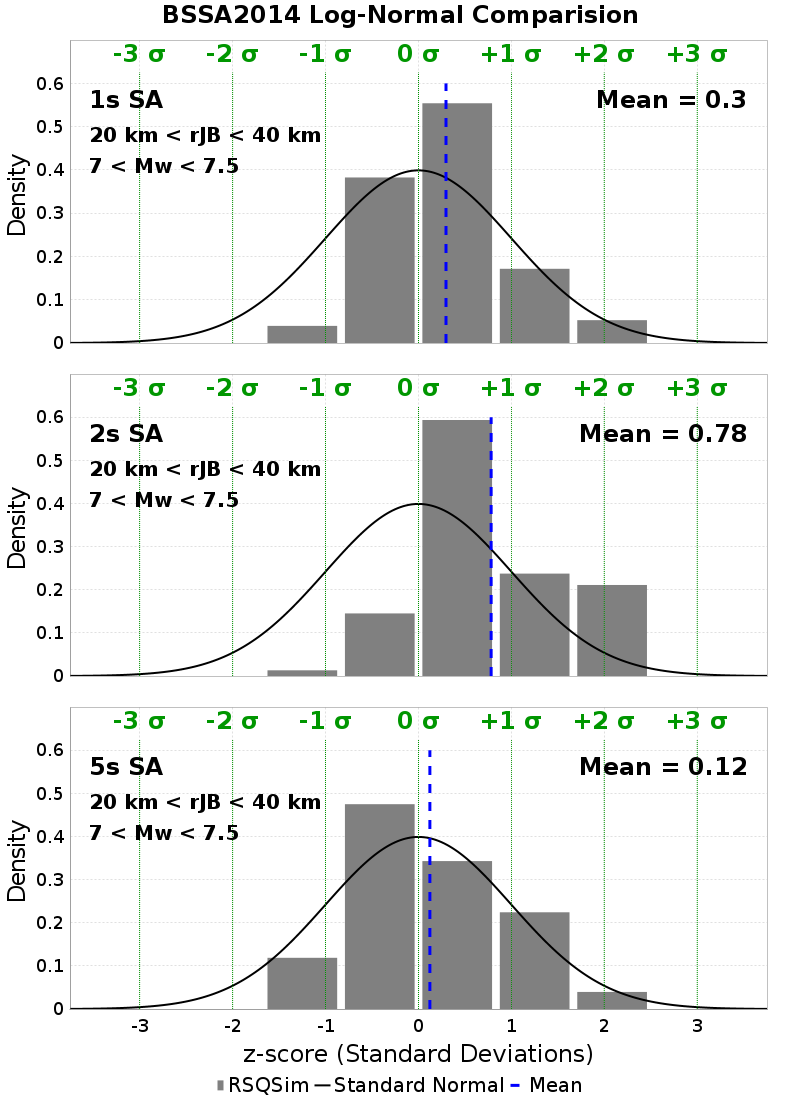 BSSA2014 Log-Normal Comparision
-3 σ -2 σ -1 σ 0 σ +1 σ +2 σ +3 σ
0.6
1s SA Mean = 0.3
0.5
20 km < rJB < 40 km
7 < Mw < 7.5
0.4
Density
0.3
0.2
0.1
0
-3 σ -2 σ -1 σ 0 σ +1 σ +2 σ +3 σ
0.6
2s SA Mean = 0.78
0.5
20 km < rJB < 40 km
7 < Mw < 7.5
0.4
Density
0.3
0.2
0.1
0
-3 σ -2 σ -1 σ 0 σ +1 σ +2 σ +3 σ
0.6
5s SA Mean = 0.12
0.5
20 km < rJB < 40 km
7 < Mw < 7.5
0.4
Density
0.3
0.2
0.1
0
-3 -2 -1 0 1 2 3
z-score (Standard Deviations)
RSQSim Standard Normal Mean